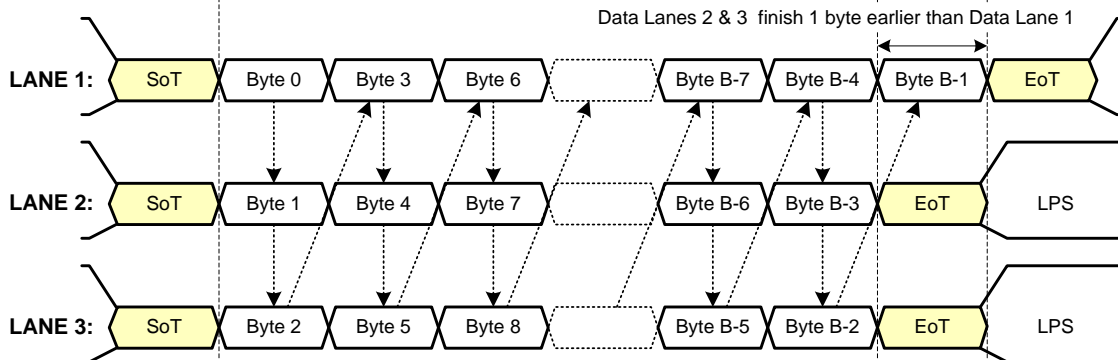 Data Lanes 2 & 3 finish 1 byte earlier than Data Lane 1
LANE 1: SoT Byte 0 Byte 3 Byte 6 Byte B-7 Byte B-4 Byte B-1 EoT
LANE 2: SoT Byte 1 Byte 4 Byte 7 Byte B-6 Byte B-3 EoT LPS
LANE 3: SoT Byte 2 Byte 5 Byte 8 Byte B-5 Byte B-2 EoT LPS